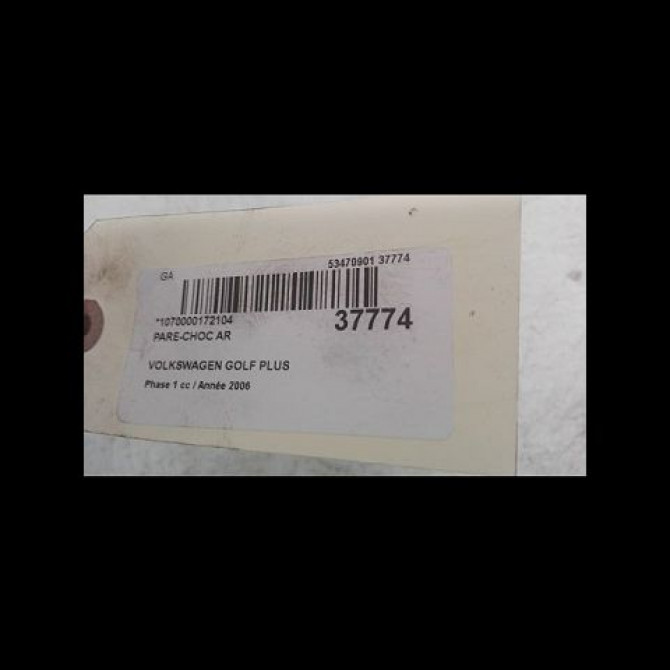 GA
53470901 37774
*1070000172104
37774
PARE-CHOC AR
VOLKSWAGEN GOLF PLUS
Phase 1 cc / Année 2006